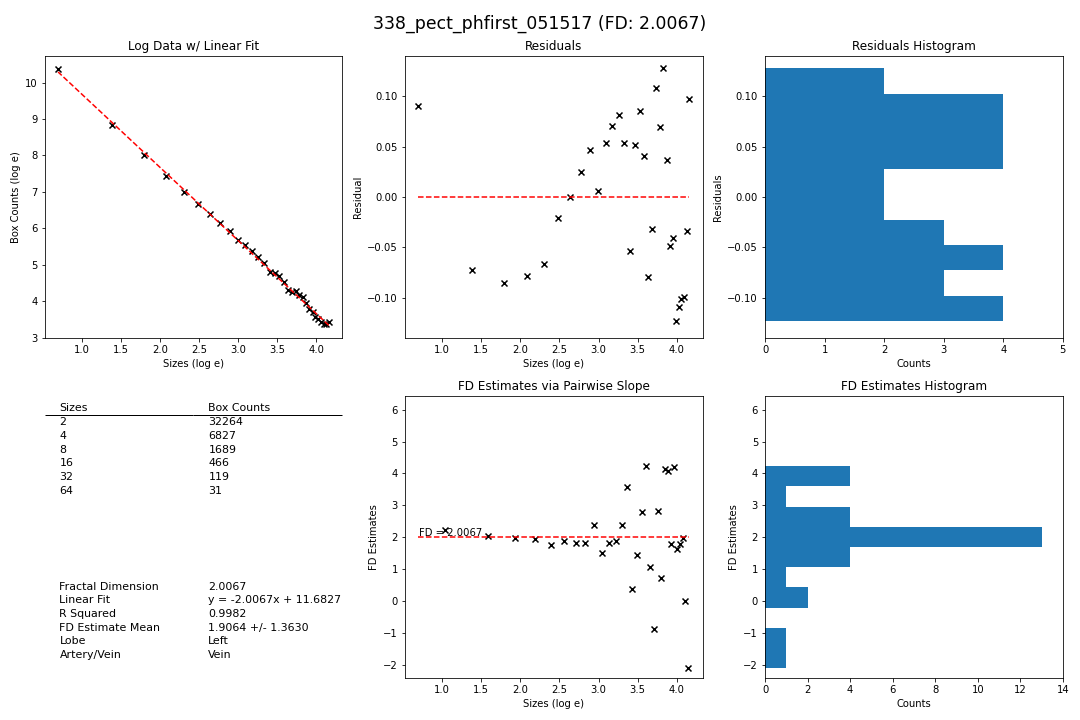 338_pect_phfirst_051517 (FD: 2.0067)
Log Data w/ Linear Fit
Box Counts (log e)
10
9
8
7
6
5
4
3
1.0 1.5 2.0 2.5 3.0 3.5 4.0
Sizes (log e)
Residuals
Residual
0.10
0.05
0.00
−0.05
−0.10
1.0 1.5 2.0 2.5 3.0 3.5 4.0
Sizes (log e)
Residuals Histogram
Residuals
0.10
0.05
0.00
−0.05
−0.10
0 1 2 3 4 5
Counts
Sizes Box Counts
2 32264
4 6827
8 1689
16 466
32 119
64 31
Fractal Dimension 2.0067
Linear Fit y = -2.0067x + 11.6827
R Squared 0.9982
FD Estimate Mean 1.9064 +/- 1.3630
Lobe Left
Artery/Vein Vein
FD Estimates via Pairwise Slope
FD Estimates
6
5
4
3
2
1
0
−1
−2
FD = 2.0067
1.0 1.5 2.0 2.5 3.0 3.5 4.0
Sizes (log e)
FD Estimates Histogram
FD Estimates
6
5
4
3
2
1
0
−1
−2
0 2 4 6 8 10 12 14
Counts